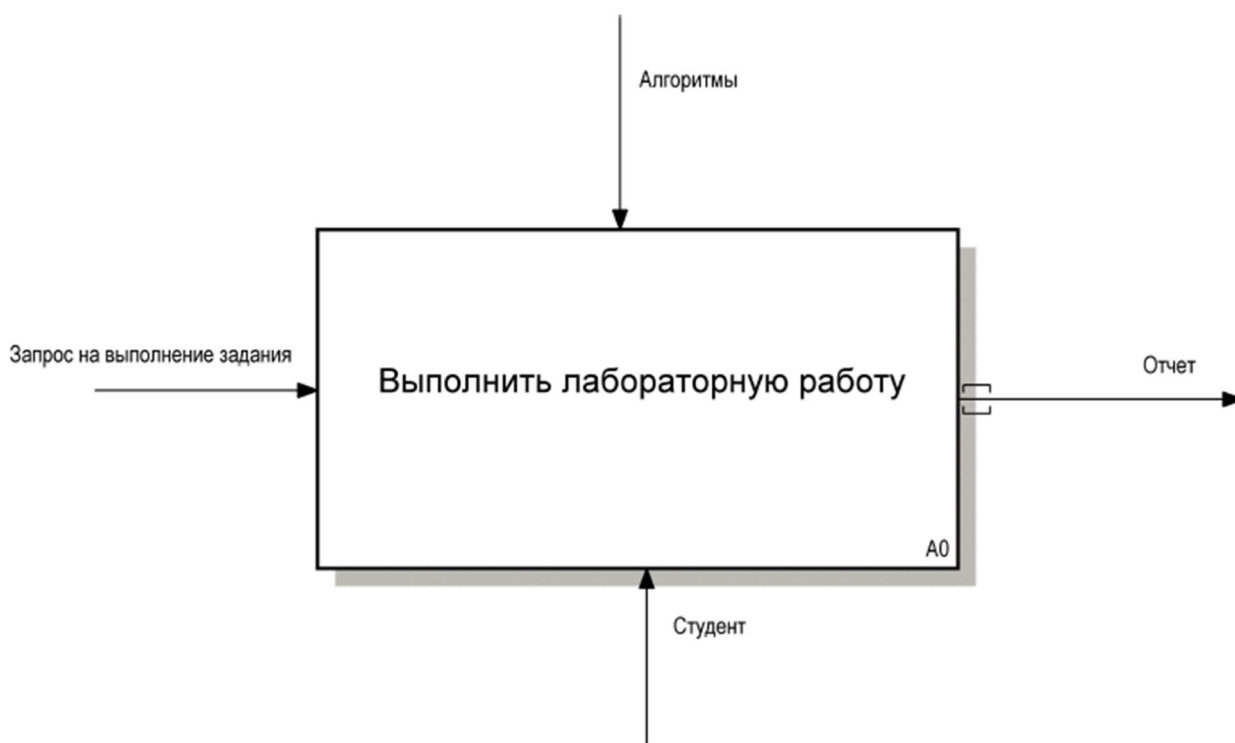 Алгоритмы
Запрос на выполнение задания
Выполнить лабораторную работу
Отчет
A0
Студент